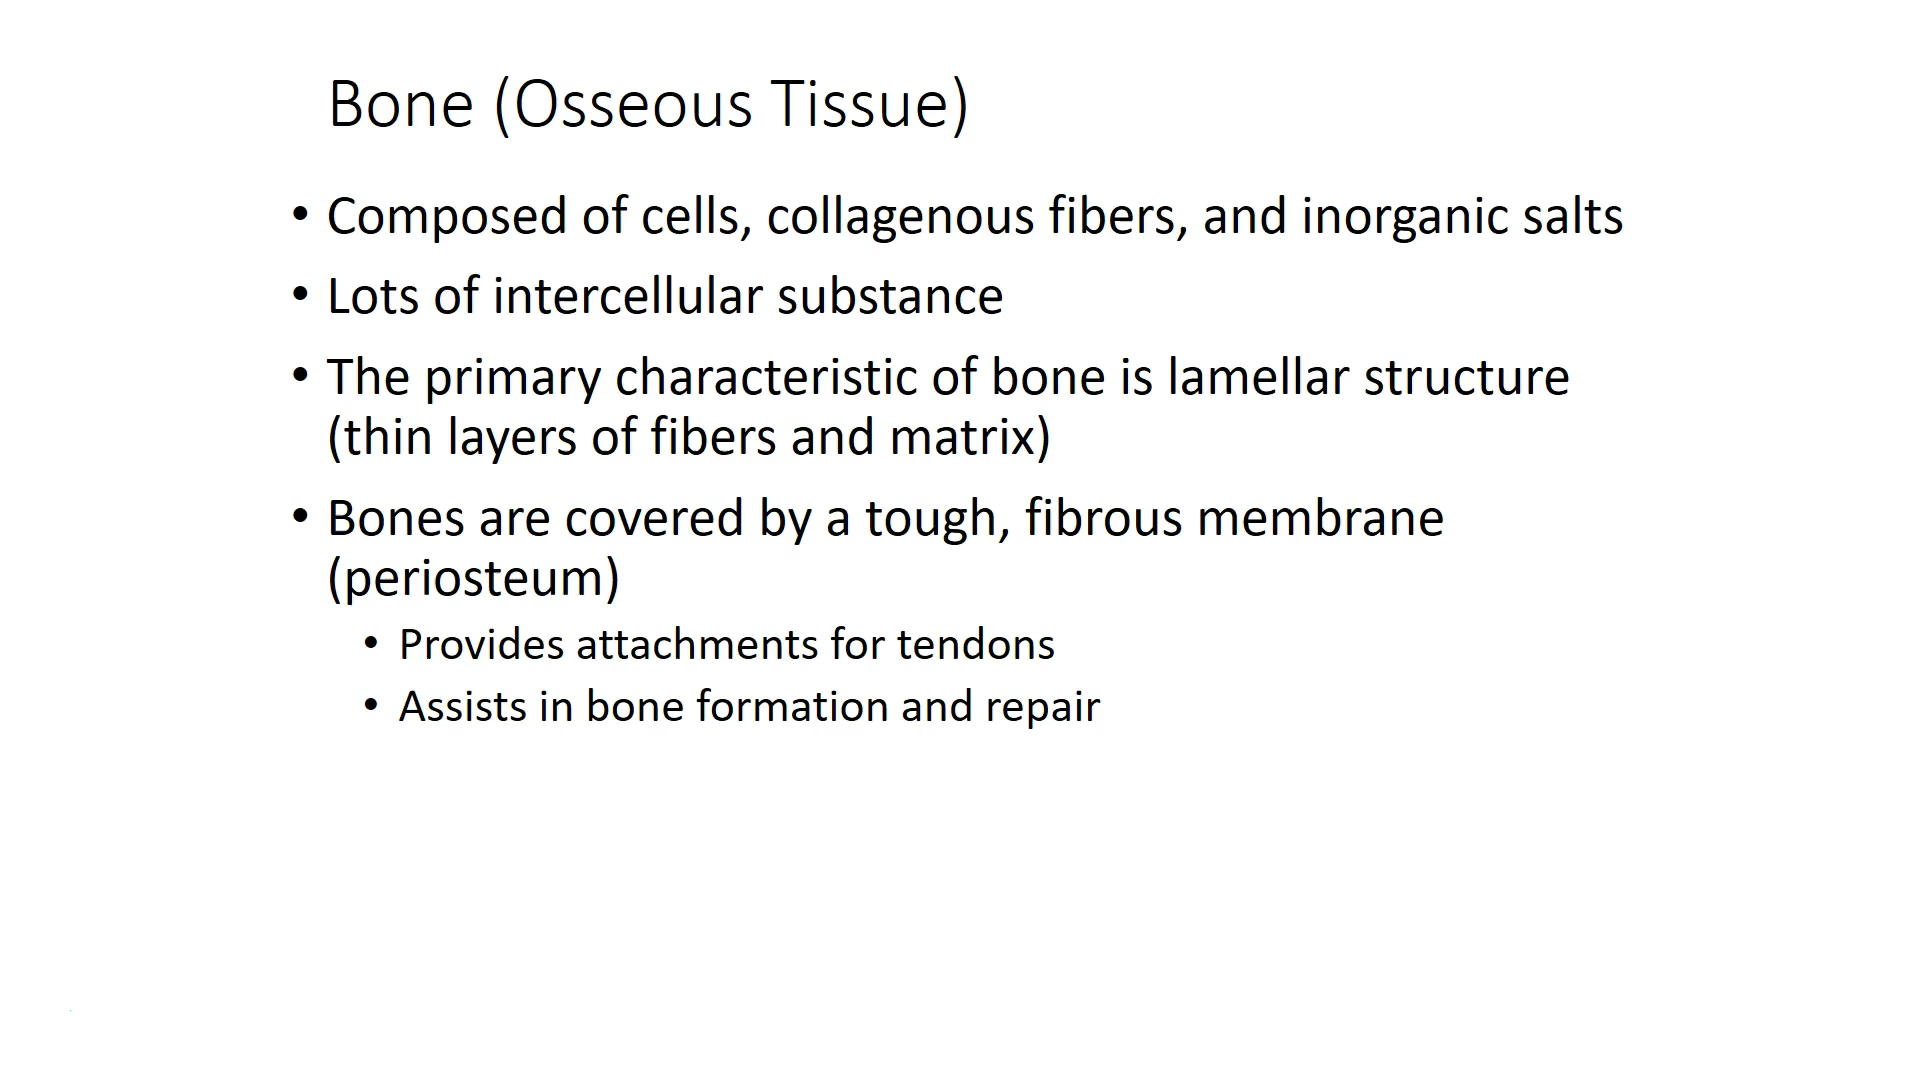 Bone (Osseous Tissue)
• Composed of cells, collagenous fibers, and inorganic salts
• Lots of intercellular substance
• The primary characteristic of bone is lamellar structure
(thin layers of fibers and matrix)
• Bones are covered by a tough, fibrous membrane
(periosteum)
• Provides attachments for tendons
• Assists in bone formation and repair